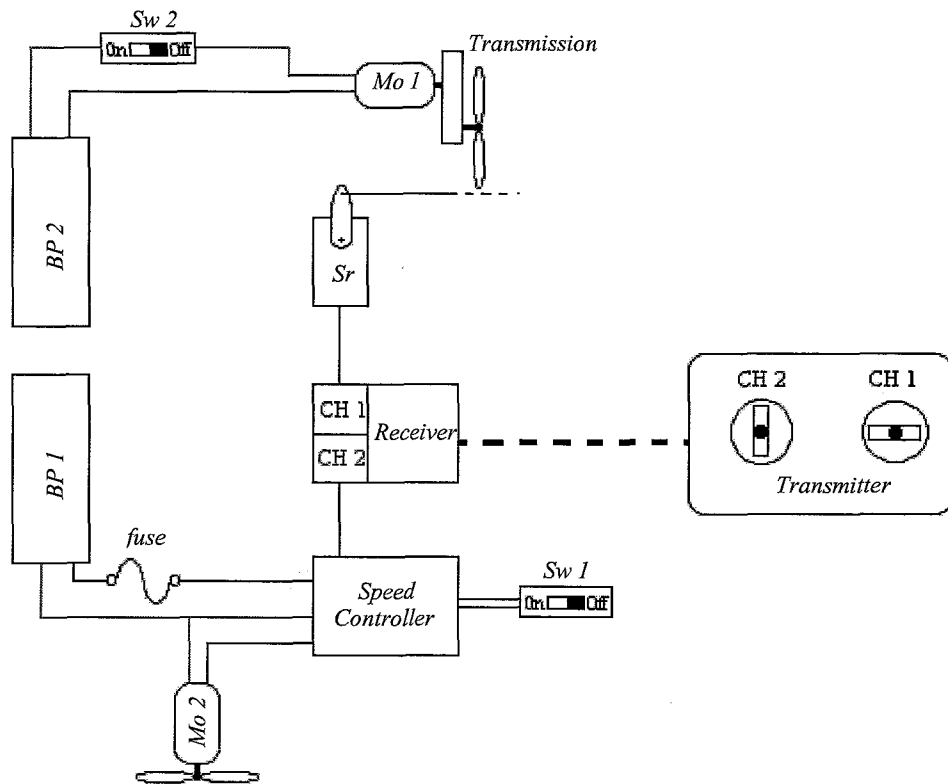 Sw 2
On Off
Transmission
Mo 1
BP 2
Sr
CH 1
CH 2
Receiver
CH 2 CH 1
Transmitter
BP 1
fuse
Speed
Controller
Sw 1
On Off
Mo 2